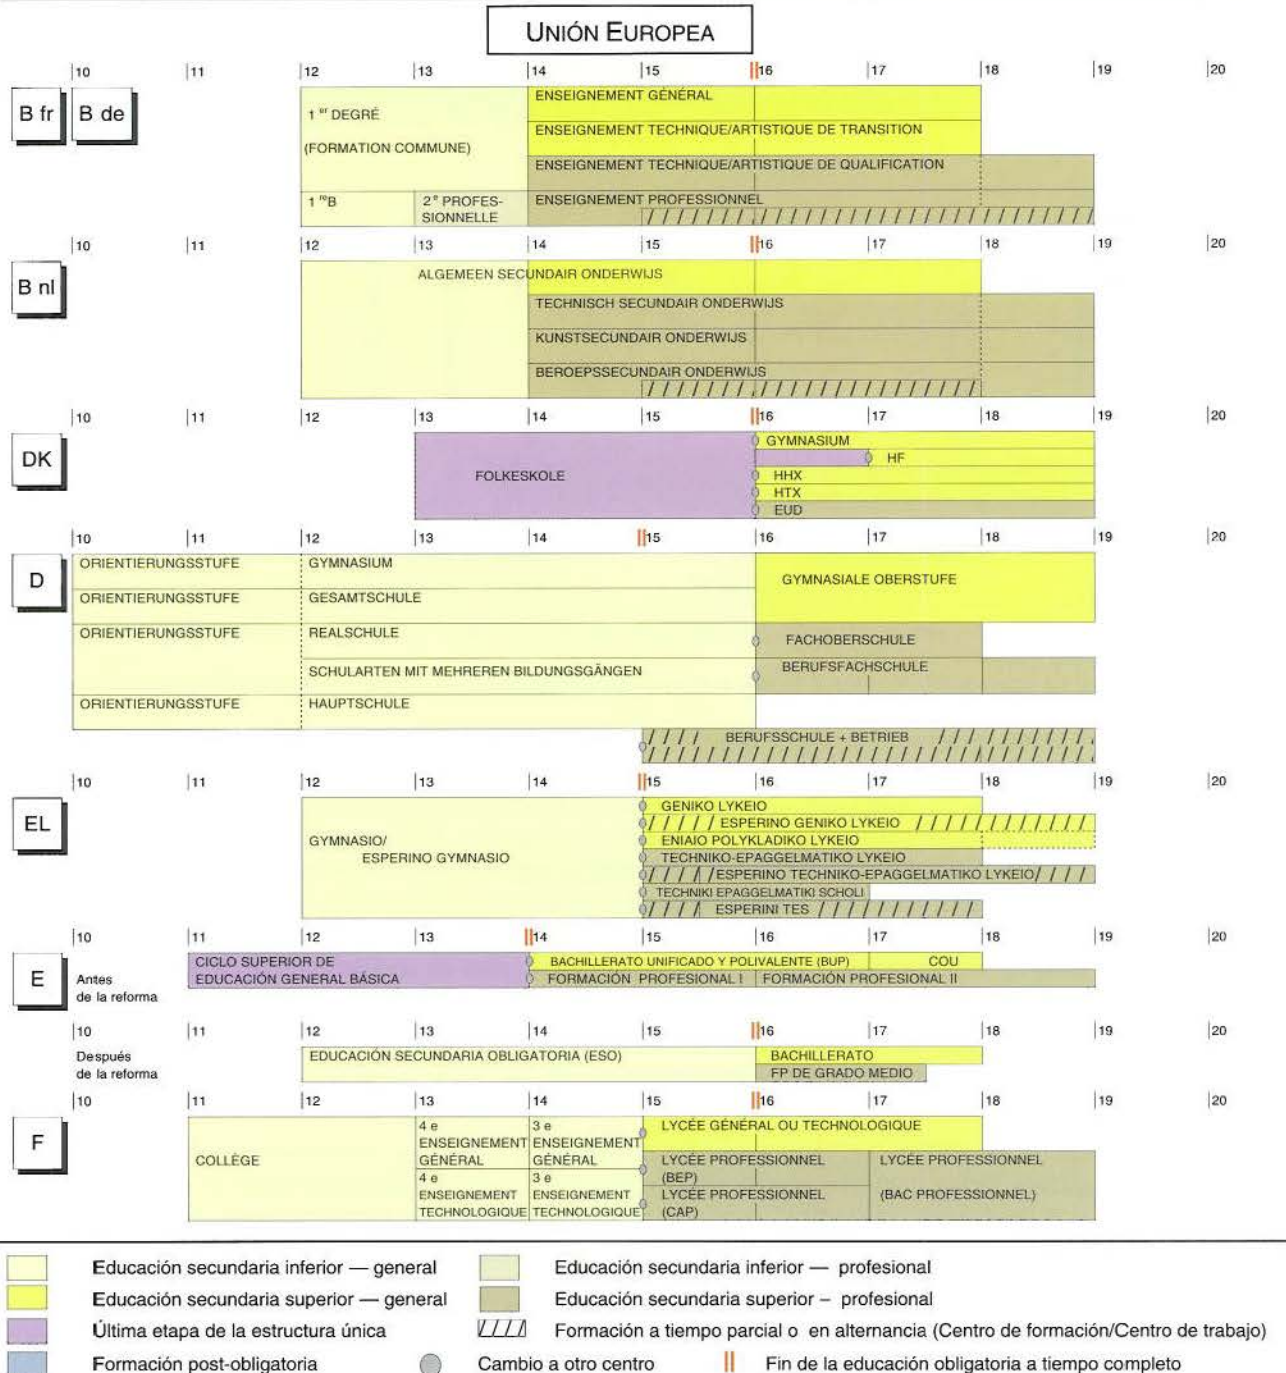 UNIÓN EUROPEA
10 11 12 13 14 15 16 17 18 19 20
B fr B de
1 er DEGRÉ
(FORMATION COMMUNE)
1 re B
2 e PROFES-
SIONNELLE
ENSEIGNEMENT GÉNÉRAL
ENSEIGNEMENT TECHNIQUE/ARTISTIQUE DE TRANSITION
ENSEIGNEMENT TECHNIQUE/ARTISTIQUE DE QUALIFICATION
ENSEIGNEMENT PROFESSIONNEL
10 11 12 13 14 15 16 17 18 19 20
B nl
ALGEMEEN SECUNDAIR ONDERWIJS
TECHNISCH SECUNDAIR ONDERWIJS
KUNSTSECUNDAIR ONDERWIJS
BEROEPSSECUNDAIR ONDERWIJS
10 11 12 13 14 15 16 17 18 19 20
DK
FOLKESKOLE
GYMNASIUM
HF
HHX
HTX
EUD
10 11 12 13 14 15 16 17 18 19 20
D
ORIENTIERUNGSSTUFE GYMNASIUM
GYMNASIALE OBERSTUFE
ORIENTIERUNGSSTUFE GESAMTSCHULE
ORIENTIERUNGSSTUFE REALSCHULE
FACHOBERSCHULE
SCHULARTEN MIT MEHREREN BILDUNGSGÄNGEN
BERUFSFACHSCHULE
ORIENTIERUNGSSTUFE HAUPTSCHULE
BERUFSSCHULE + BETRIEB
10 11 12 13 14 15 16 17 18 19 20
EL
GYMNASIO/
ESPERINO GYMNASIO
GENIKO LYKEIO
ESPERINO GENIKO LYKEIO
ENIAIO POLYKLADIKO LYKEIO
TECHNIKO-EPAGGELMATIKO LYKEIO
ESPERINO TECHNIKO-EPAGGELMATIKO LYKEIO
TECHNIKI EPAGGELMATIKI SCHOLI
ESPERINI TES
10 11 12 13 14 15 16 17 18 19 20
E
Antes
de la reforma
CICLO SUPERIOR DE
EDUCACIÓN GENERAL BÁSICA
BACHILLERATO UNIFICADO Y POLIVALENTE (BUP) COU
FORMACIÓN PROFESIONAL I FORMACIÓN PROFESIONAL II
10 11 12 13 14 15 16 17 18 19 20
Después
de la reforma
EDUCACIÓN SECUNDARIA OBLIGATORIA (ESO)
BACHILLERATO
FP DE GRADO MEDIO
10 11 12 13 14 15 16 17 18 19 20
F
COLLÈGE
4 e
ENSEIGNEMENT
GÉNÉRAL
3 e
ENSEIGNEMENT
GÉNÉRAL
4 e
ENSEIGNEMENT
TECHNOLOGIQUE
3 e
ENSEIGNEMENT
TECHNOLOGIQUE
LYCÉE GÉNÉRAL OU TECHNOLOGIQUE
LYCÉE PROFESSIONNEL
(BEP)
LYCÉE PROFESSIONNEL
(CAP)
LYCÉE PROFESSIONNEL
(BAC PROFESSIONNEL)
Educación secundaria inferior — general
Educación secundaria inferior — profesional
Educación secundaria superior — general
Educación secundaria superior – profesional
Última etapa de la estructura única
Formación a tiempo parcial o en alternancia (Centro de formación/Centro de trabajo)
Formación post-obligatoria
Cambio a otro centro
Fin de la educación obligatoria a tiempo completo